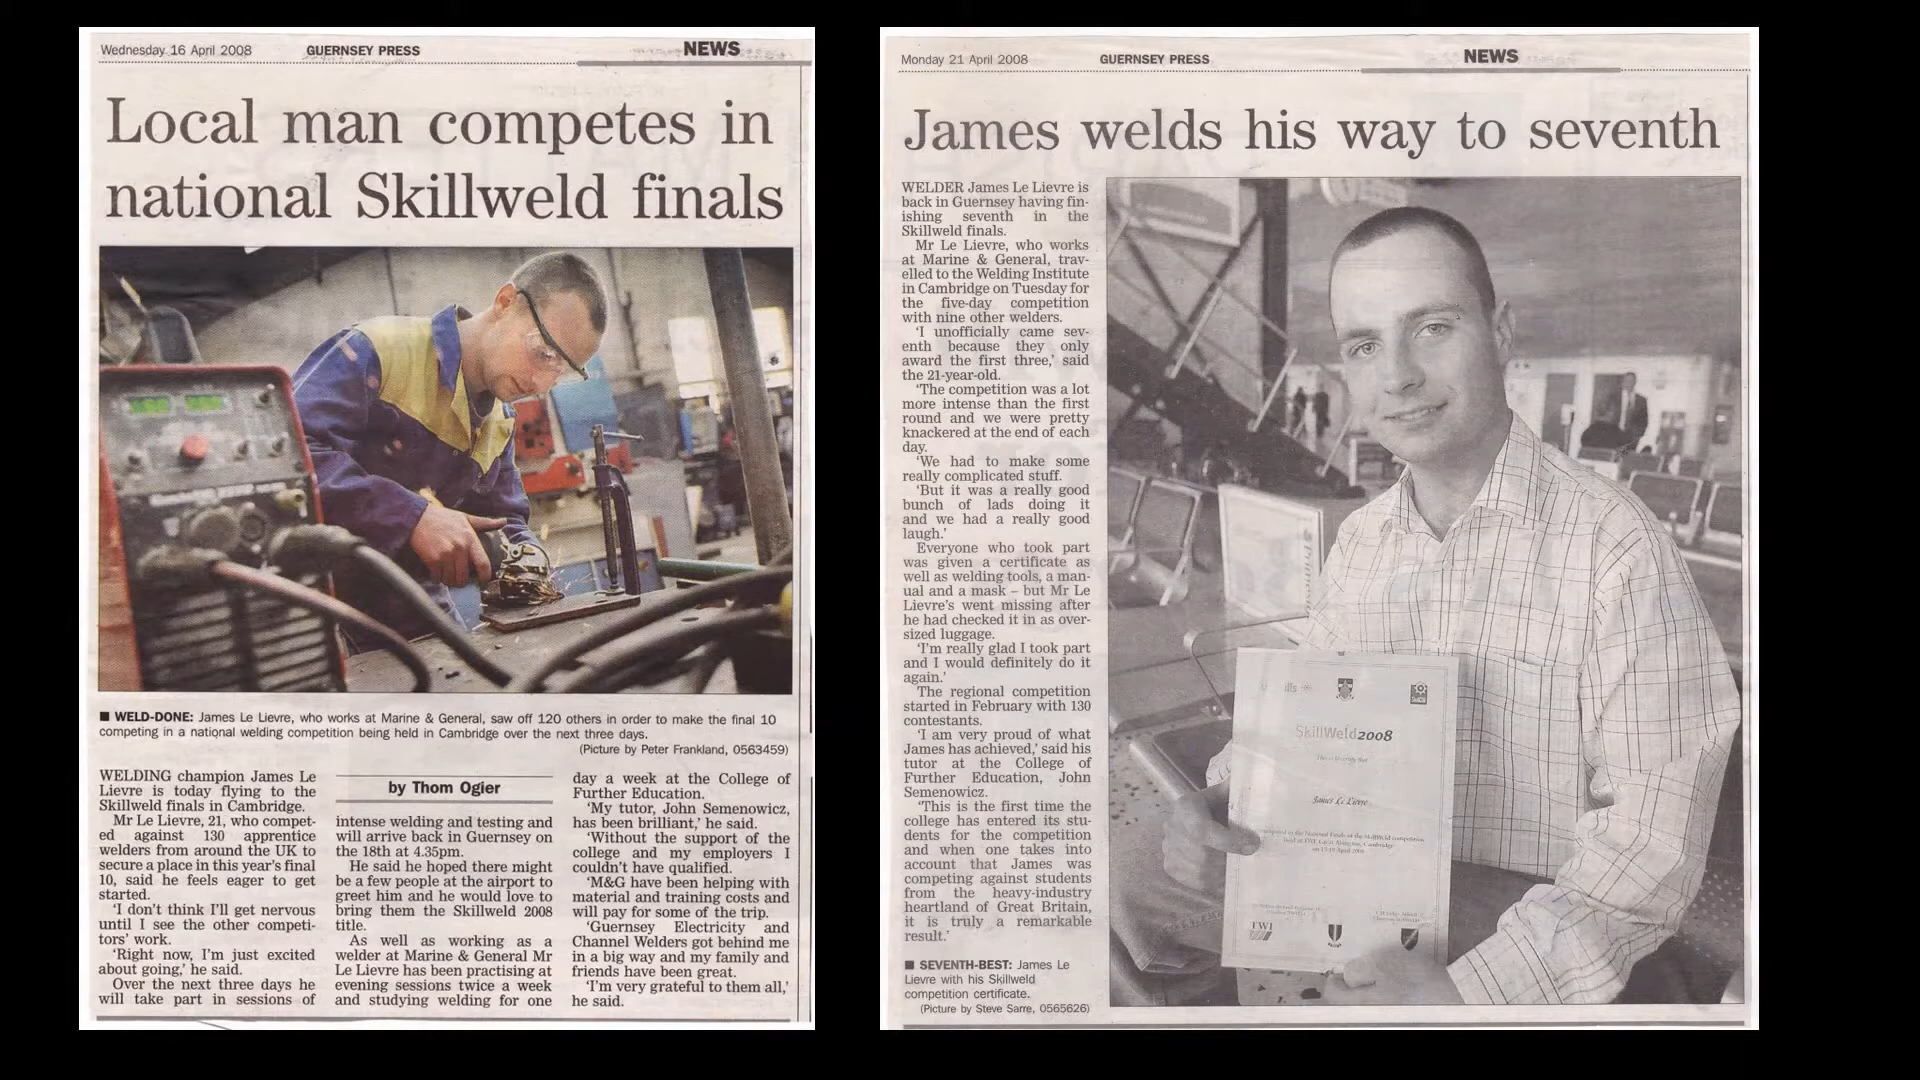 Wednesday 16 April 2008 GUERNSEY PRESS NEWS
Local man competes in
national Skillweld finals
■ WELD-DONE: James Le Lievre, who works at Marine & General, saw off 120 others in order to make the final 10
competing in a national welding competition being held in Cambridge over the next three days.
(Picture by Peter Frankland, 0563459)
WELDING champion James Le
Lievre is today flying to the
Skillweld finals in Cambridge.
Mr Le Lievre, 21, who compet-
ed against 130 apprentice
welders from around the UK to
secure a place in this year's final
10, said he feels eager to get
started.
'I don't think I'll get nervous
until I see the other competi-
tors' work.
'Right now, I'm just excited
about going,' he said.
Over the next three days he
will take part in sessions of
by Thom Ogier
intense welding and testing and
will arrive back in Guernsey on
the 18th at 4.35pm.
He said he hoped there might
be a few people at the airport to
greet him and he would love to
bring them the Skillweld 2008
title.
As well as working as a
welder at Marine & General Mr
Le Lievre has been practising at
evening sessions twice a week
and studying welding for one
day a week at the College of
Further Education.
'My tutor, John Semenowicz,
has been brilliant,' he said.
'Without the support of the
college and my employers I
couldn't have qualified.
'M&G have been helping with
material and training costs and
will pay for some of the trip.
'Guernsey Electricity and
Channel Welders got behind me
in a big way and my family and
friends have been great.
'I'm very grateful to them all,'
he said.
Monday 21 April 2008 GUERNSEY PRESS NEWS
James welds his way to seventh
WELDER James Le Lievre is
back in Guernsey having fin-
ishing seventh in the
Skillweld finals.
Mr Le Lievre, who works
at Marine & General, trav-
elled to the Welding Institute
in Cambridge on Tuesday for
the five-day competition
with nine other welders.
'I unofficially came sev-
enth because they only
award the first three,' said
the 21-year-old.
'The competition was a lot
more intense than the first
round and we were pretty
knackered at the end of each
day.
'We had to make some
really complicated stuff.
'But it was a really good
bunch of lads doing it
and we had a really good
laugh.'
Everyone who took part
was given a certificate as
well as welding tools, a man-
ual and a mask – but Mr Le
Lievre's went missing after
he had checked it in as over-
sized luggage.
'I'm really glad I took part
and I would definitely do it
again.'
The regional competition
started in February with 130
contestants.
'I am very proud of what
James has achieved,' said his
tutor at the College of
Further Education, John
Semenowicz.
'This is the first time the
college has entered its stu-
dents for the competition
and when one takes into
account that James was
competing against students
from the heavy-industry
heartland of Great Britain,
it is truly a remarkable
result.'
■ SEVENTH-BEST: James Le
Lievre with his Skillweld
competition certificate.
(Picture by Steve Sarre, 0565626)
SkillWeld2008
James Le Lievre
TWI